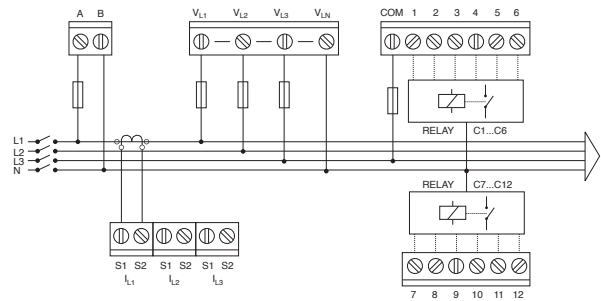 A B VL1 VL2 VL3 VLN COM 1 2 3 4 5 6
RELAY C1...C6
L1
L2
L3
N
RELAY C7...C12
S1 S2 S1 S2 S1 S2
IL1 IL2 IL3
7 8 9 10 11 12